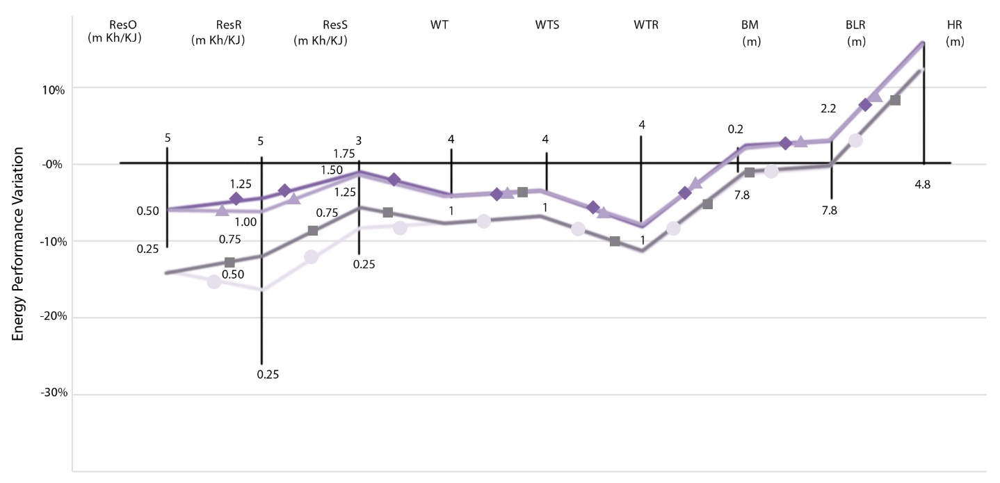 ResO ResR ResS WT WTS WTR BM BLR HR
(m Kh/KJ) (m Kh/KJ) (m Kh/KJ) (m) (m) (m)
10%
2.2
5 5 3 4 4 4 0.2
1.75
-0%
1.50
1.25 1.25 4.8
7.8 7.8
0.50 0.75 1 1
1.00
0.75 1
-10%
0.25
0.50 0.25
-20%
0.25
-30%
Energy Performance Variation